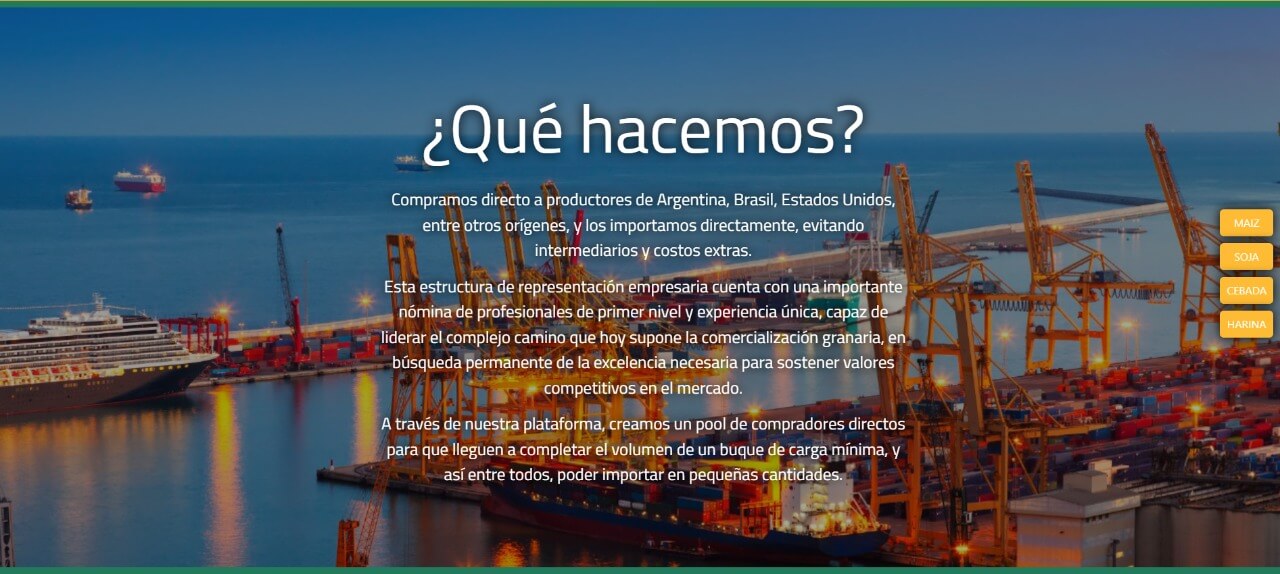 ¿Qué hacemos?
Compramos directo a productores de Argentina, Brasil, Estados Unidos,
entre otros orígenes, y los importamos directamente, evitando
intermediarios y costos extras.
Esta estructura de representación empresaria cuenta con una importante
nómina de profesionales de primer nivel y experiencia única, capaz de
liderar el complejo camino que hoy supone la comercialización granaria, en
búsqueda permanente de la excelencia necesaria para sostener valores
competitivos en el mercado.
A través de nuestra plataforma, creamos un pool de compradores directos
para que lleguen a completar el volumen de un buque de carga mínima, y
así entre todos, poder importar en pequeñas cantidades.
MAIZ
SOJA
CEBADA
HARINA